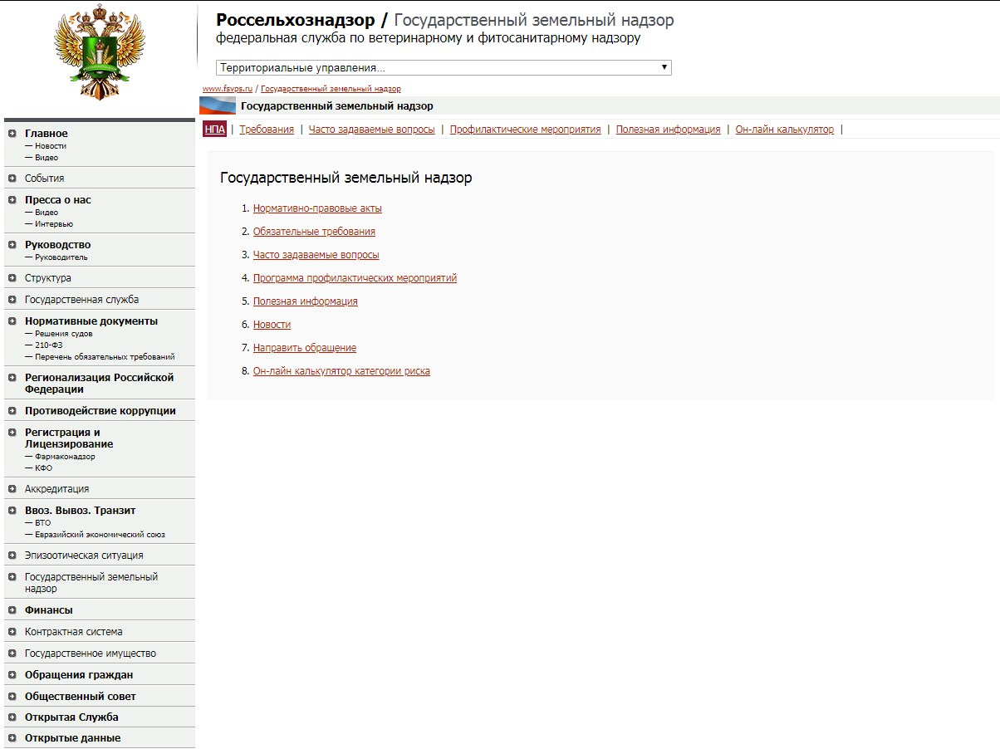 Россельхознадзор / Государственный земельный надзор
федеральная служба по ветеринарному и фитосанитарному надзору
Территориальные управления...
www.fsvps.ru / Государственный земельный надзор
Государственный земельный надзор
НПА | Требования | Часто задаваемые вопросы | Профилактические мероприятия | Полезная информация | Он-лайн калькулятор |
Главное
— Новости
— Видео
События
Пресса о нас
— Видео
— Интервью
Руководство
— Руководитель
Структура
Государственная служба
Нормативные документы
— Решения судов
— 210-ФЗ
— Перечень обязательных требований
Регионализация Российской
Федерации
Противодействие коррупции
Регистрация и
Лицензирование
— Фармаконадзор
— КФО
Аккредитация
Ввоз. Вывоз. Транзит
— ВТО
— Евразийский экономический союз
Эпизоотическая ситуация
Государственный земельный
надзор
Финансы
Контрактная система
Государственное имущество
Обращения граждан
Общественный совет
Открытая Служба
Открытые данные
Государственный земельный надзор
1. Нормативно-правовые акты
2. Обязательные требования
3. Часто задаваемые вопросы
4. Программа профилактических мероприятий
5. Полезная информация
6. Новости
7. Направить обращение
8. Он-лайн калькулятор категории риска